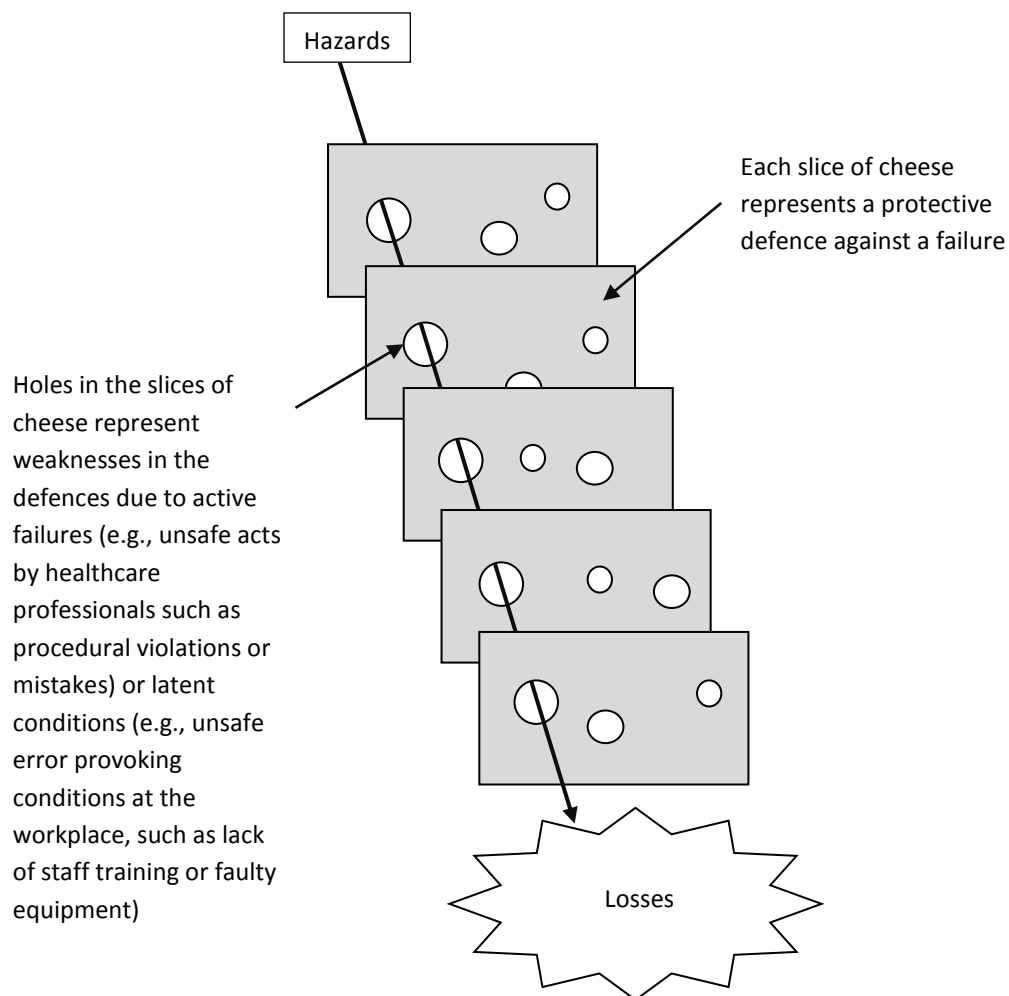 Hazards
Each slice of cheese
represents a protective
defence against a failure
Holes in the slices of
cheese represent
weaknesses in the
defences due to active
failures (e.g., unsafe acts
by healthcare
professionals such as
procedural violations or
mistakes) or latent
conditions (e.g., unsafe
error provoking
conditions at the
workplace, such as lack
of staff training or faulty
equipment)
Losses